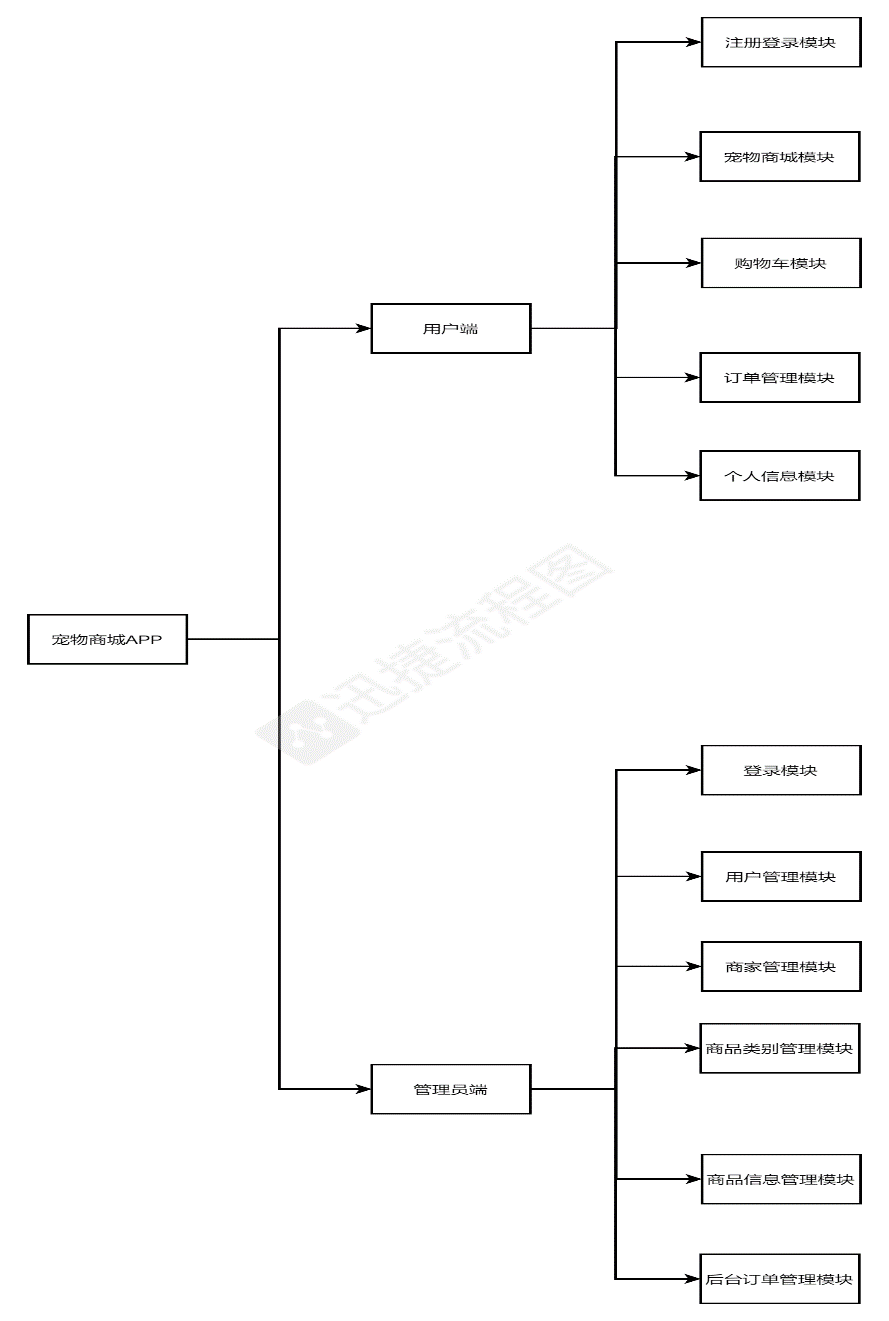 注册登录模块
宠物商城模块
购物车模块
用户端
订单管理模块
个人信息模块
迅捷流程图
宠物商城APP
登录模块
用户管理模块
商家管理模块
商品类别管理模块
管理员端
商品信息管理模块
后台订单管理模块